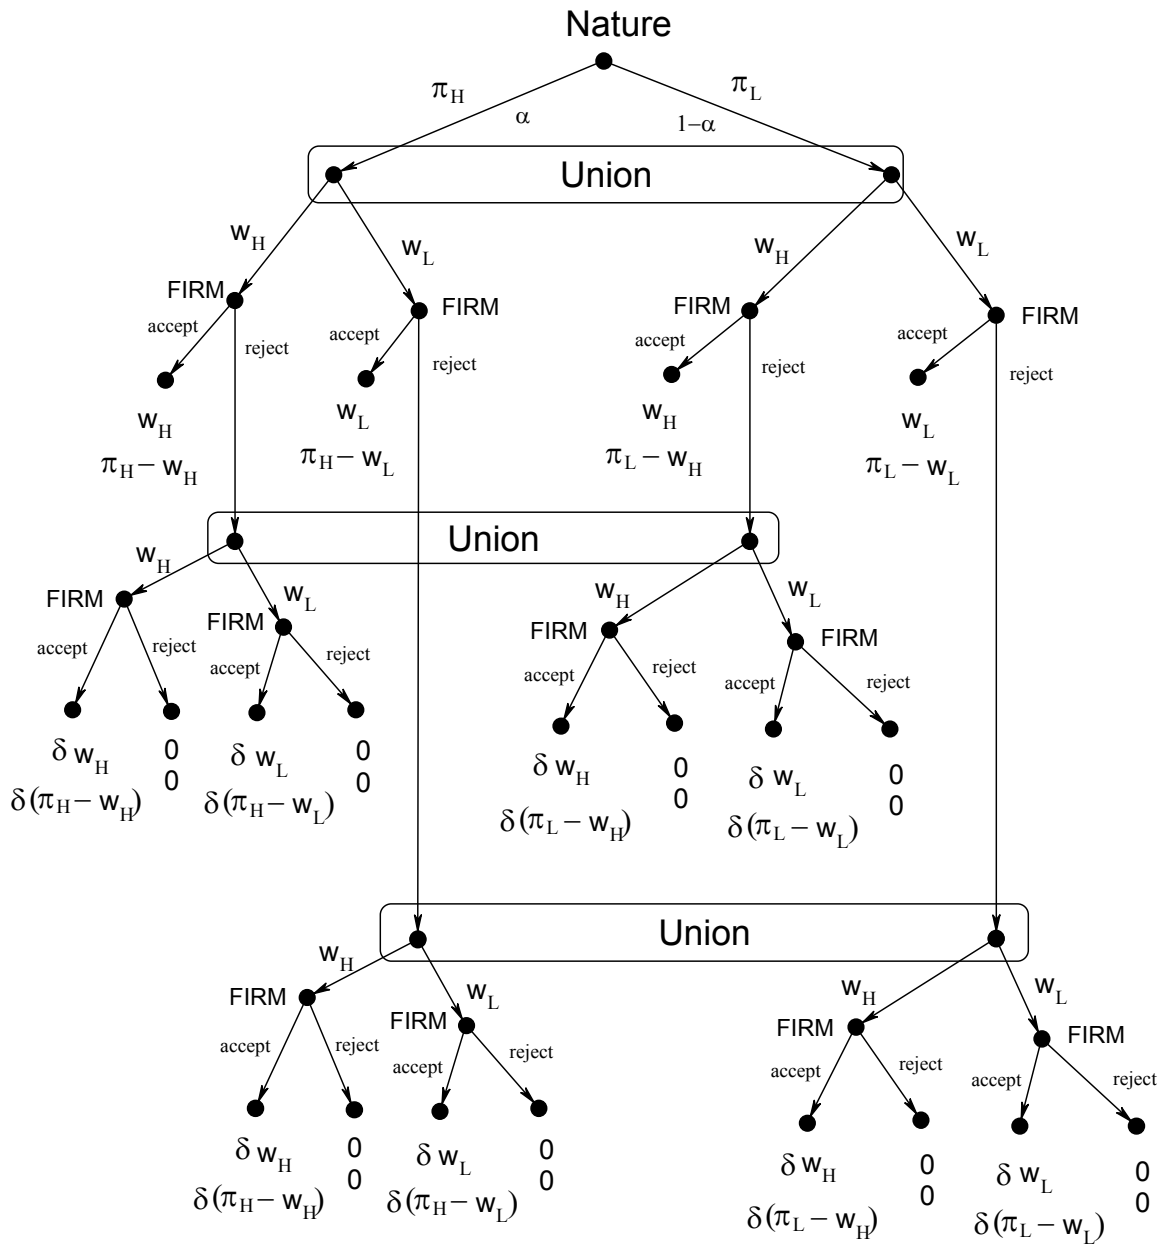 Nature
π_H π_L
α 1−α
Union
w_H w_L w_H w_L
FIRM FIRM FIRM FIRM
accept reject accept reject accept reject accept reject
w_H w_L w_H w_L
π_H − w_H π_H − w_L π_L − w_H π_L − w_L
Union
w_H w_L w_H w_L
FIRM FIRM FIRM FIRM
accept reject accept reject accept reject accept reject
δ w_H 0 δ w_L 0 δ w_H 0 δ w_L 0
δ(π_H − w_H) 0 δ(π_H − w_L) 0 δ(π_L − w_H) 0 δ(π_L − w_L) 0
Union
w_H w_L w_H w_L
FIRM FIRM FIRM FIRM
accept reject accept reject accept reject accept reject
δ w_H 0 δ w_L 0 δ w_H 0 δ w_L 0
δ(π_H − w_H) 0 δ(π_H − w_L) 0 δ(π_L − w_H) 0 δ(π_L − w_L) 0